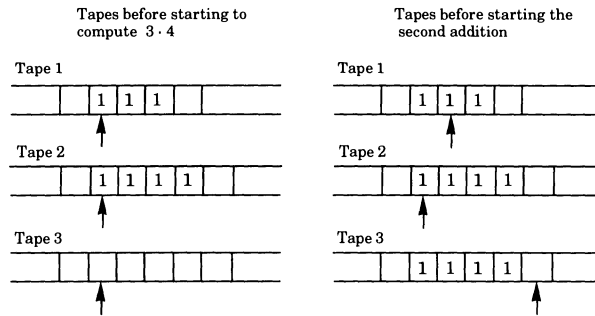 Tapes before starting to
compute 3 · 4
Tape 1
1 1 1
Tape 2
1 1 1 1
Tape 3
Tapes before starting the
second addition
Tape 1
1 1 1
Tape 2
1 1 1 1
Tape 3
1 1 1 1